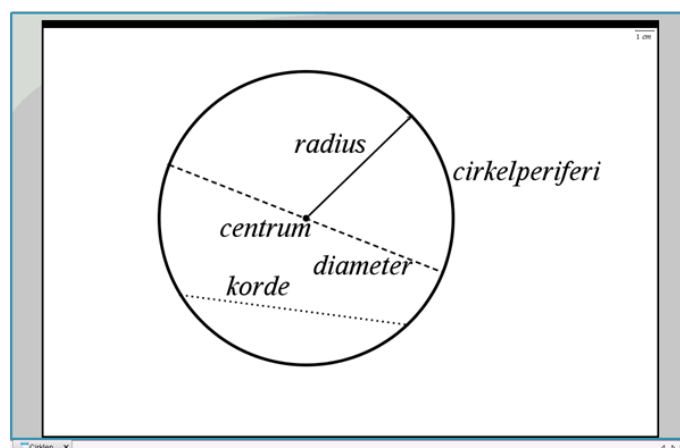 1 cm
radius
cirkelperiferi
centrum
diameter
korde
Cirklen